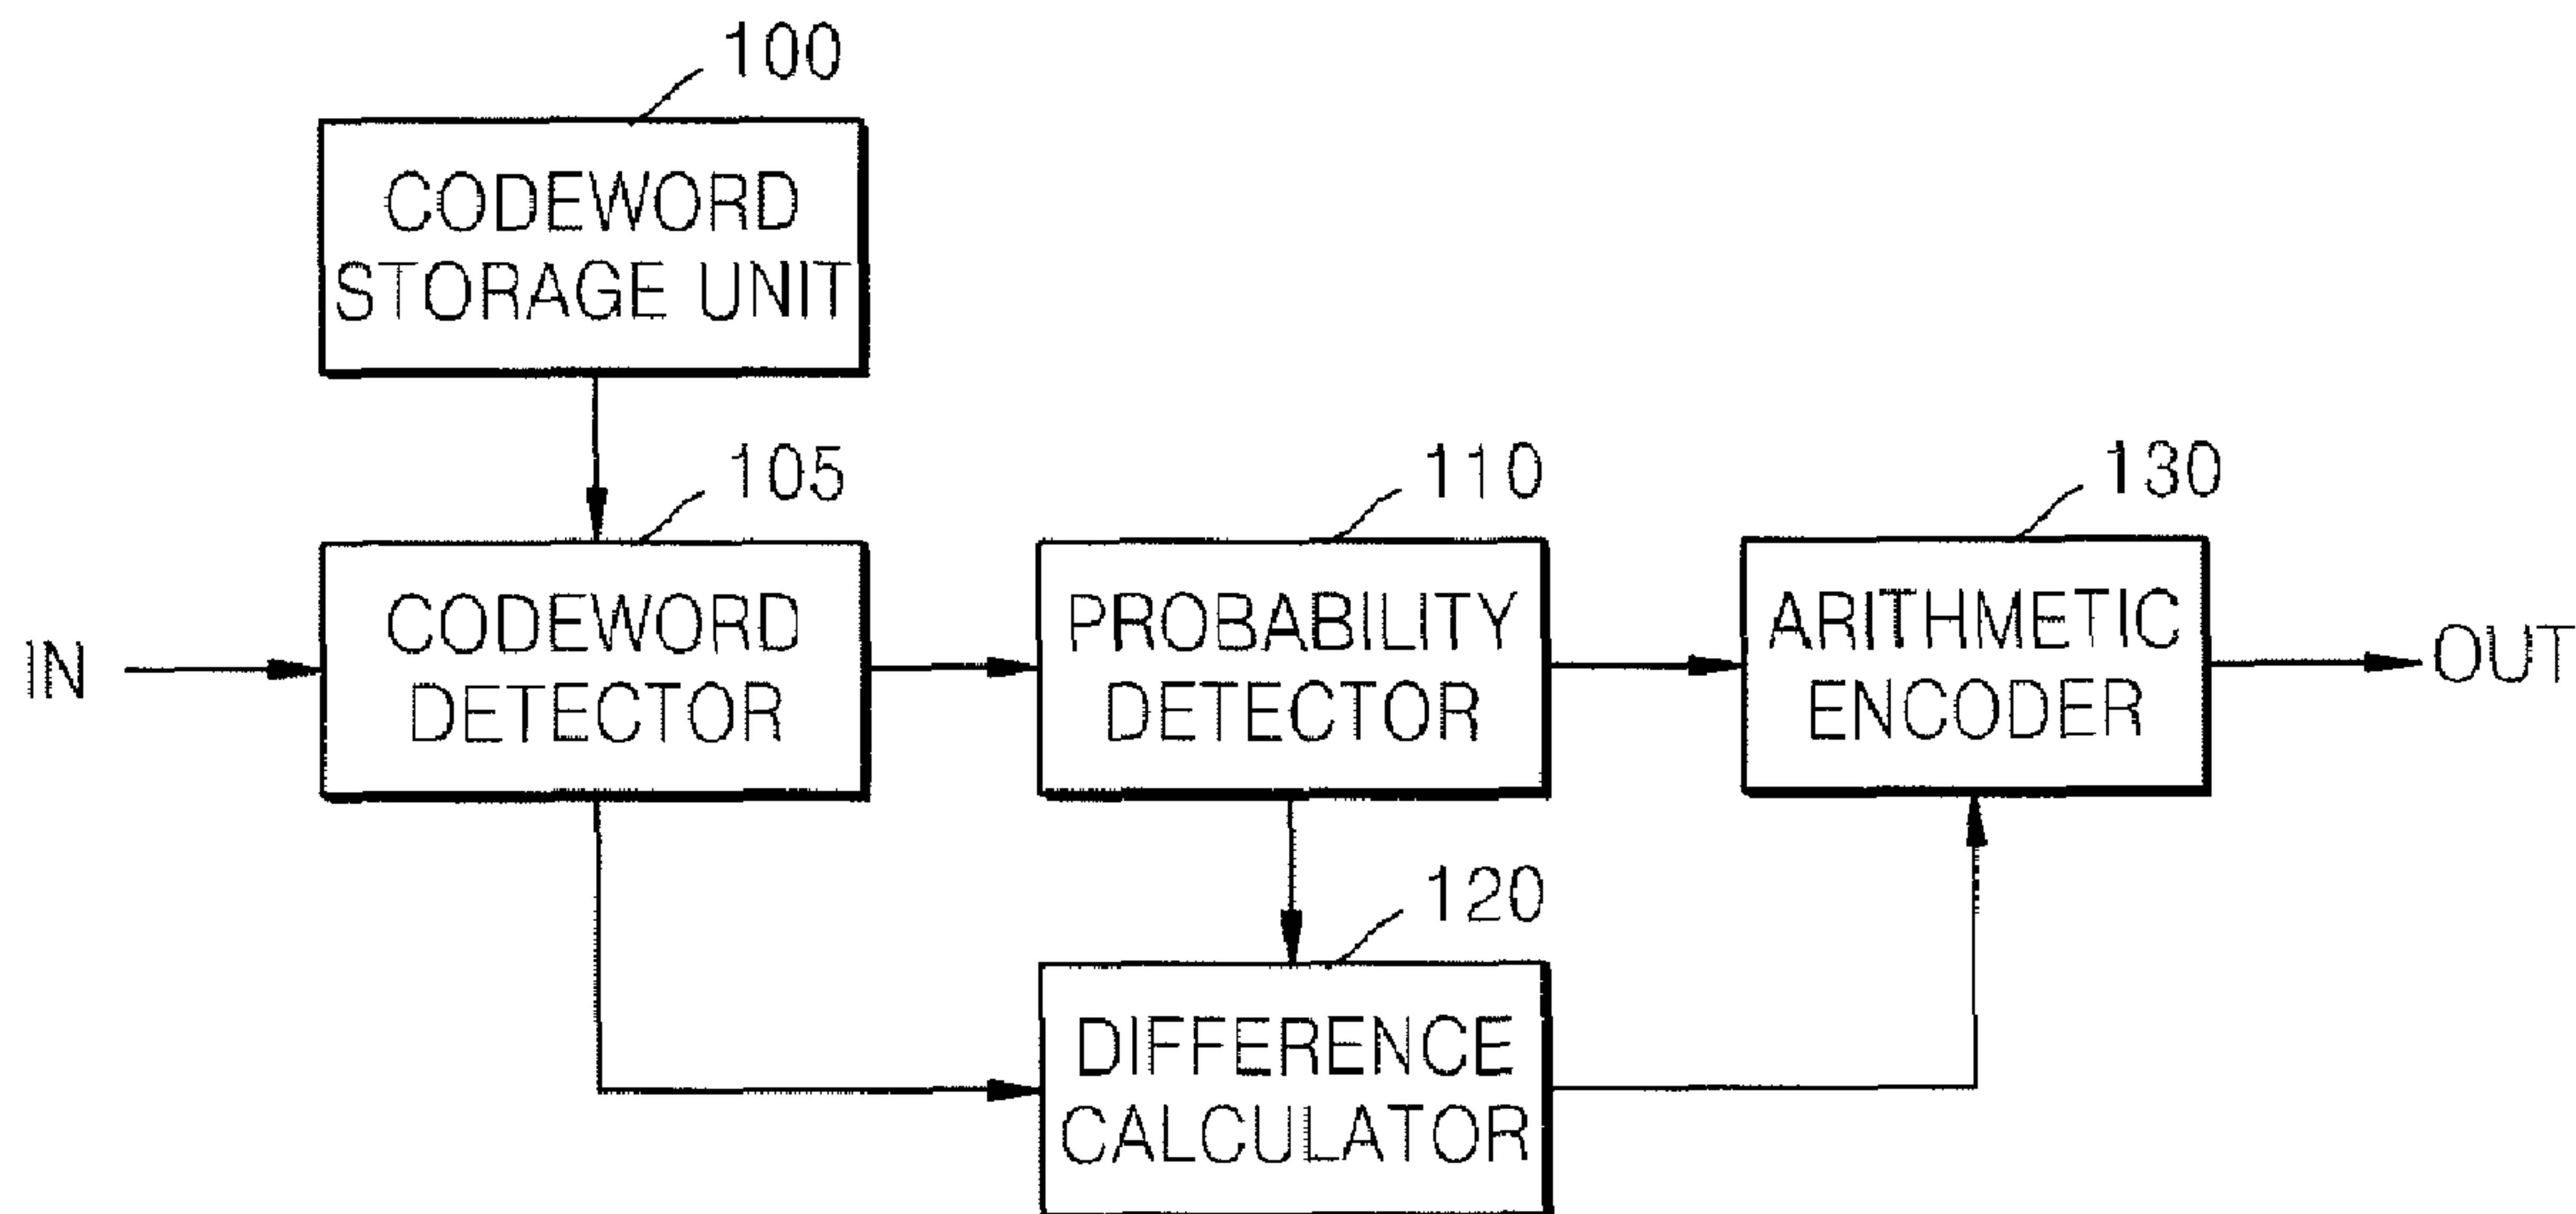 100
CODEWORD
STORAGE UNIT
105
110
130
IN
CODEWORD
DETECTOR
PROBABILITY
DETECTOR
ARITHMETIC
ENCODER
OUT
120
DIFFERENCE
CALCULATOR